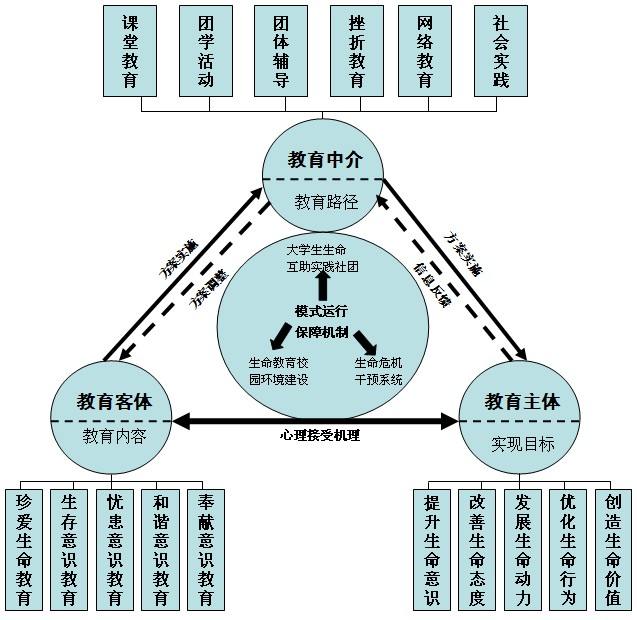 课堂教育
团学活动
团体辅导
挫折教育
网络教育
社会实践
教育中介
教育路径
方案实施
方案调整
方案实施
信息反馈
大学生生命
互助实践社团
模式运行
保障机制
生命教育校
园环境建设
生命危机
干预系统
教育客体
教育内容
心理接受机理
教育主体
实现目标
珍爱生命教育
生存意识教育
忧患意识教育
和谐意识教育
奉献意识教育
提升生命意识
改善生命态度
发展生命动力
优化生命行为
创造生命价值